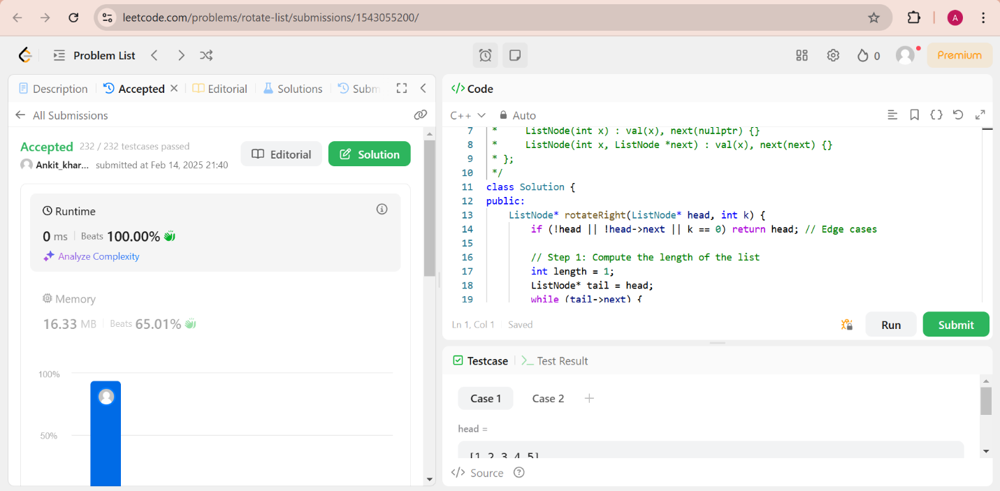 leetcode.com/problems/rotate-list/submissions/1543055200/
A
Problem List
0
Premium
Description
Accepted
Editorial
Solutions
Subm
All Submissions
Accepted 232 / 232 testcases passed
Ankit_khar... submitted at Feb 14, 2025 21:40
Editorial
Solution
Runtime
0 ms Beats 100.00%
Analyze Complexity
Memory
16.33 MB Beats 65.01%
100%
50%
</> Code
C++ Auto
7 * ListNode(int x) : val(x), next(nullptr) {}
8 * ListNode(int x, ListNode *next) : val(x), next(next) {}
9 * };
10 */
11 class Solution {
12 public:
13 ListNode* rotateRight(ListNode* head, int k) {
14 if (!head || !head->next || k == 0) return head; // Edge cases
15
16 // Step 1: Compute the length of the list
17 int length = 1;
18 ListNode* tail = head;
19 while (tail->next) {
Ln 1, Col 1 Saved
Run
Submit
Testcase
Test Result
Case 1 Case 2 +
head =
[1,2,3,4,5]
</> Source